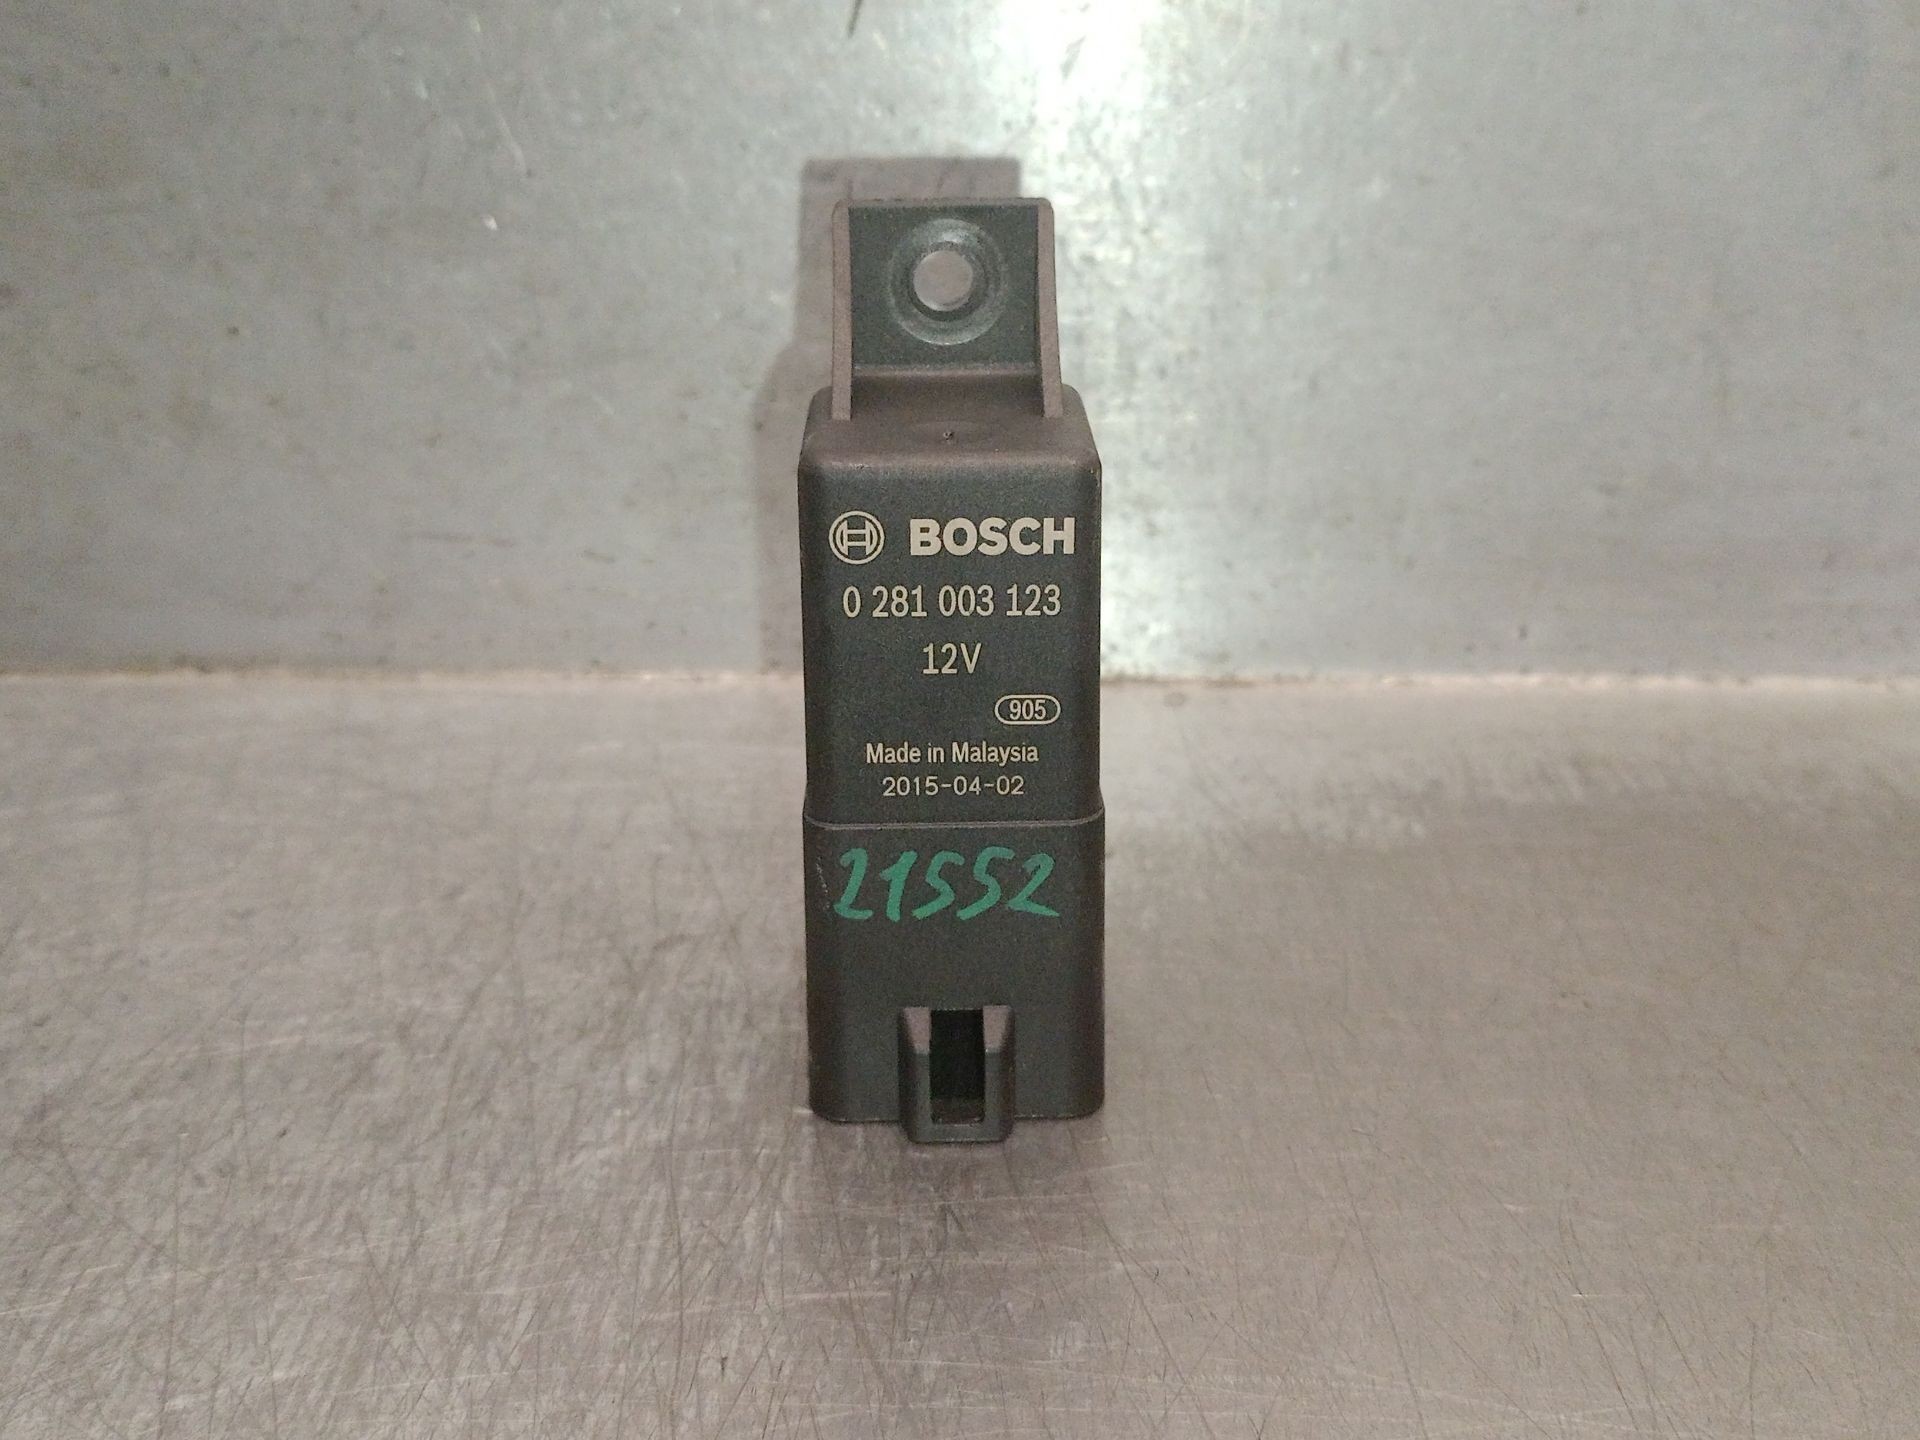 BOSCH
0 281 003 123
12V
905
Made in Malaysia
2015-04-02
21552